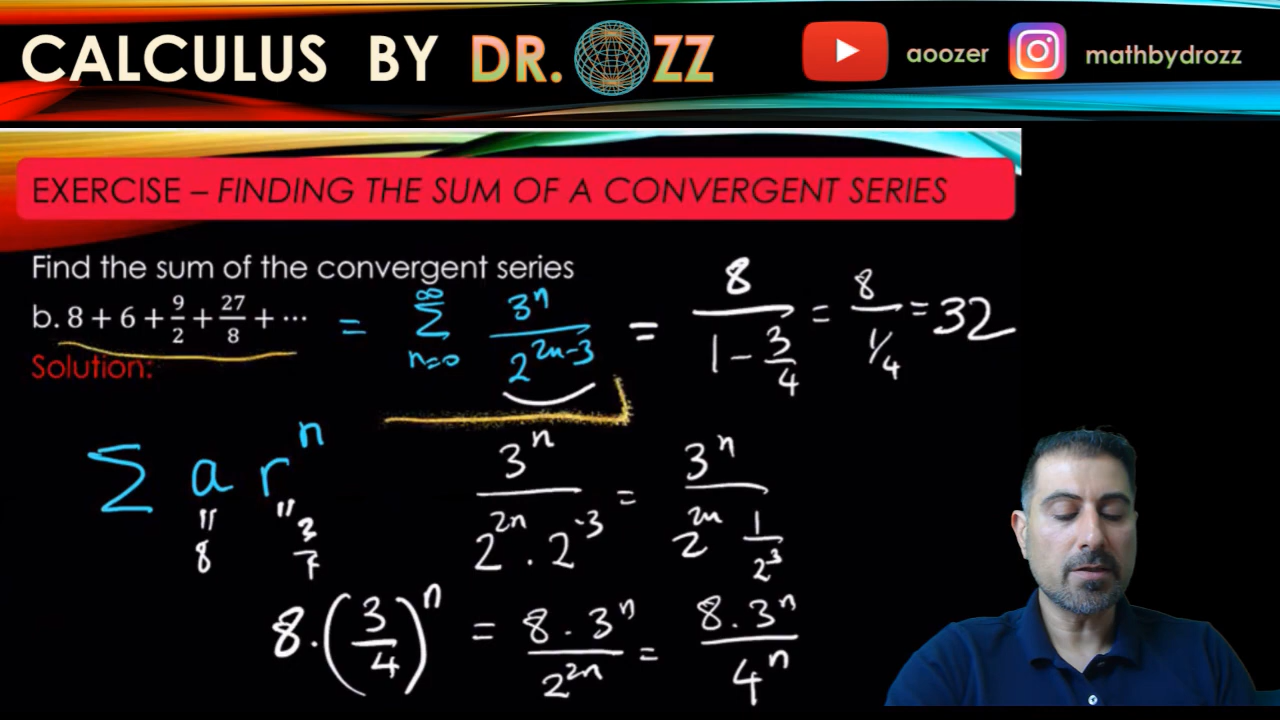 CALCULUS BY DR. OZZ
aoozer
mathbydrozz
EXERCISE – FINDING THE SUM OF A CONVERGENT SERIES
Find the sum of the convergent series
b. 8 + 6 + 9/2 + 27/8 + ⋯ = ∞ Σ n=0 3^n / 2^(2n-3) = 8 / (1 - 3/4) = 8 / (1/4) = 32
Solution:
Σ a r^n
" 8
" 3/7
3^n / (2^(2n) . 2^(-3)) = 3^n / (2^(2n) 1/2^3)
8 . (3/4)^n = 8 . 3^n / 2^(2n) = 8 . 3^n / 4^n